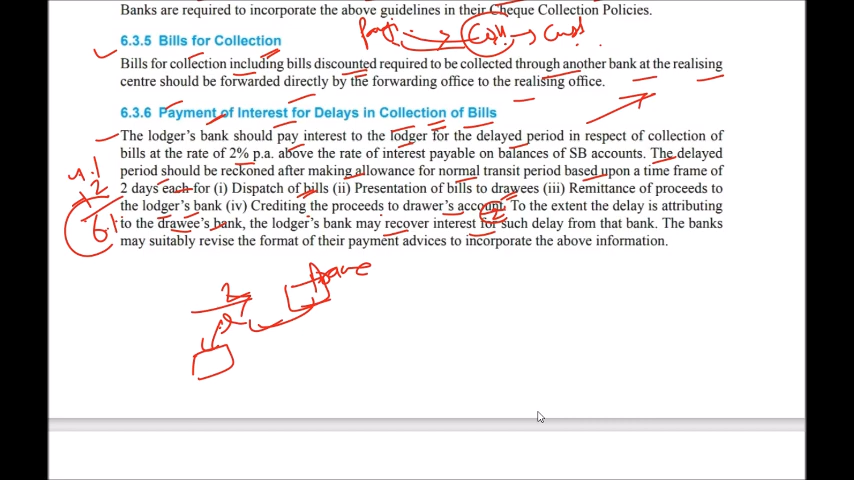 Banks are required to incorporate the above guidelines in their Cheque Collection Policies.
6.3.5 Bills for Collection
Bills for collection including bills discounted required to be collected through another bank at the realising
centre should be forwarded directly by the forwarding office to the realising office.
6.3.6 Payment of Interest for Delays in Collection of Bills
The lodger's bank should pay interest to the lodger for the delayed period in respect of collection of
bills at the rate of 2% p.a. above the rate of interest payable on balances of SB accounts. The delayed
period should be reckoned after making allowance for normal transit period based upon a time frame of
2 days each for (i) Dispatch of bills (ii) Presentation of bills to drawees (iii) Remittance of proceeds to
the lodger's bank (iv) Crediting the proceeds to drawer's account. To the extent the delay is attributing
to the drawee's bank, the lodger's bank may recover interest for such delay from that bank. The banks
may suitably revise the format of their payment advices to incorporate the above information.
2